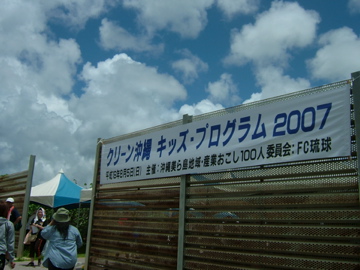 クリーン沖縄 キッズ・プログラム 2007
主催：沖縄美ら島地域・産業おこし100人委員会：FC琉球